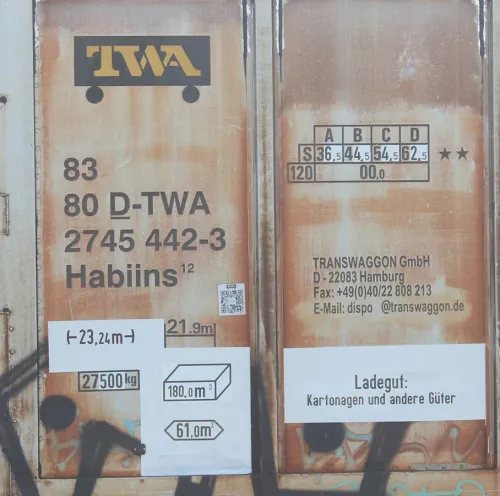 TWA
83
80 D-TWA
2745 442-3
Habiins 12
23,24m
21.9m
27500 kg
180.0 m³
61.0m²
A B C D
S 36,5 44,5 54,5 62,5 ★★
120 00,0
TRANSWAGGON GmbH
D - 22083 Hamburg
Fax: +49(0)40/22 808 213
E-Mail: dispo @transwaggon.de
Ladegut:
Kartonagen und andere Güter